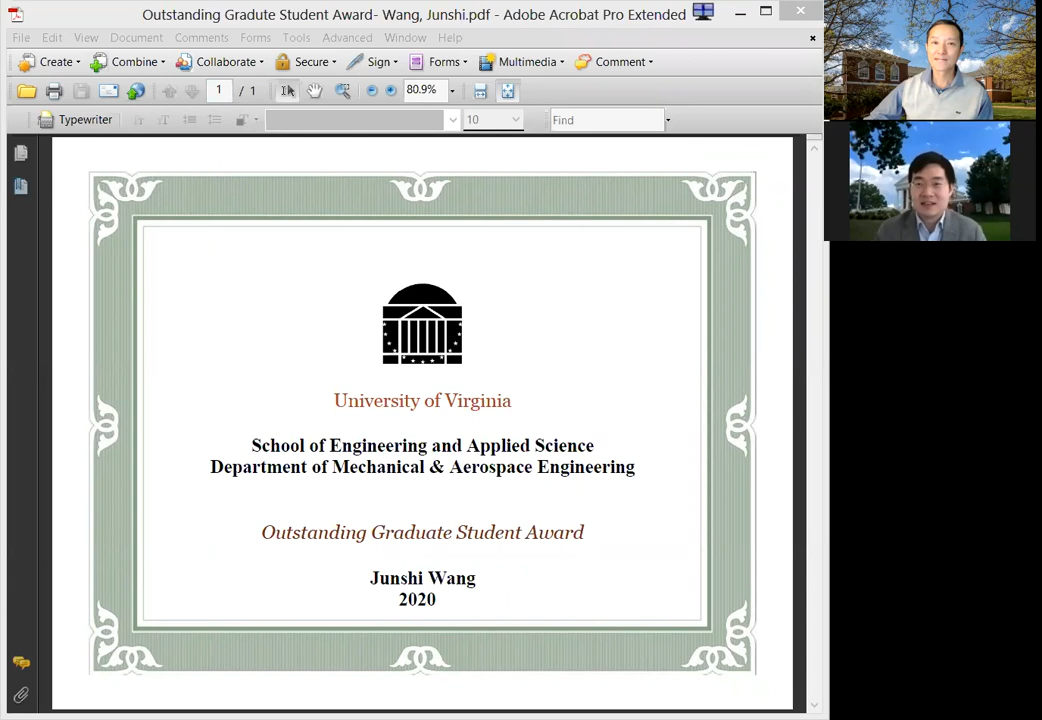 Outstanding Gradute Student Award- Wang, Junshi.pdf - Adobe Acrobat Pro Extended
File Edit View Document Comments Forms Tools Advanced Window Help
Create Combine Collaborate Secure Sign Forms Multimedia Comment
1 / 1 80.9%
Typewriter 10 Find
University of Virginia
School of Engineering and Applied Science
Department of Mechanical & Aerospace Engineering
Outstanding Graduate Student Award
Junshi Wang
2020